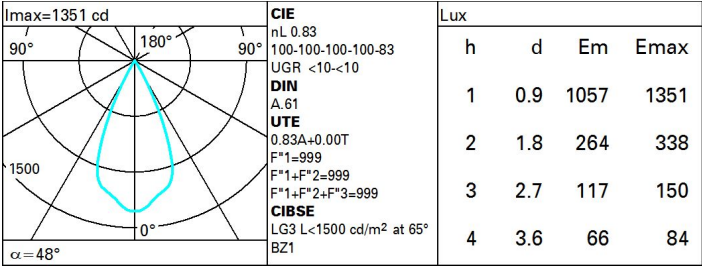 Imax=1351 cd
90°
180°
90°
1500
0°
α=48°
CIE
nL 0.83
100-100-100-100-83
UGR <10-<10
DIN
A.61
UTE
0.83A+0.00T
F"1=999
F"1+F"2=999
F"1+F"2+F"3=999
CIBSE
LG3 L<1500 cd/m² at 65°
BZ1
Lux
h d Em Emax
1 0.9 1057 1351
2 1.8 264 338
3 2.7 117 150
4 3.6 66 84